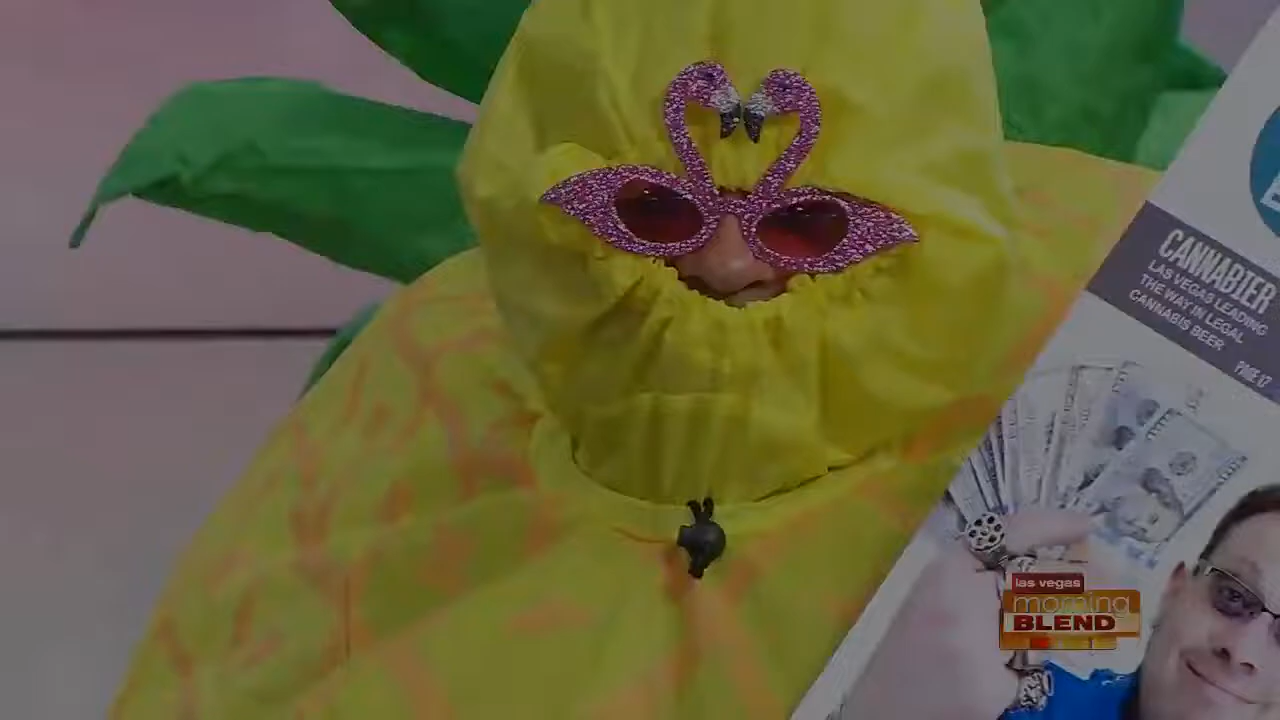 CANNABIER
LAS VEGAS LEADING
THE WAY IN LEGAL
CANNABIS BEER
PAGE 17
las vegas
morning
BLEND